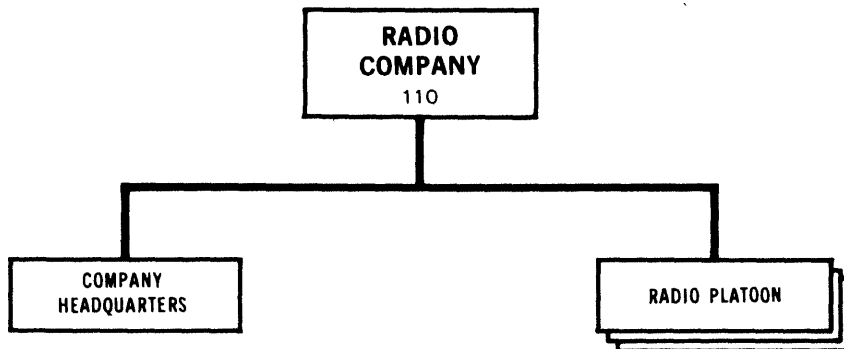 RADIO
COMPANY
110
COMPANY
HEADQUARTERS
RADIO PLATOON